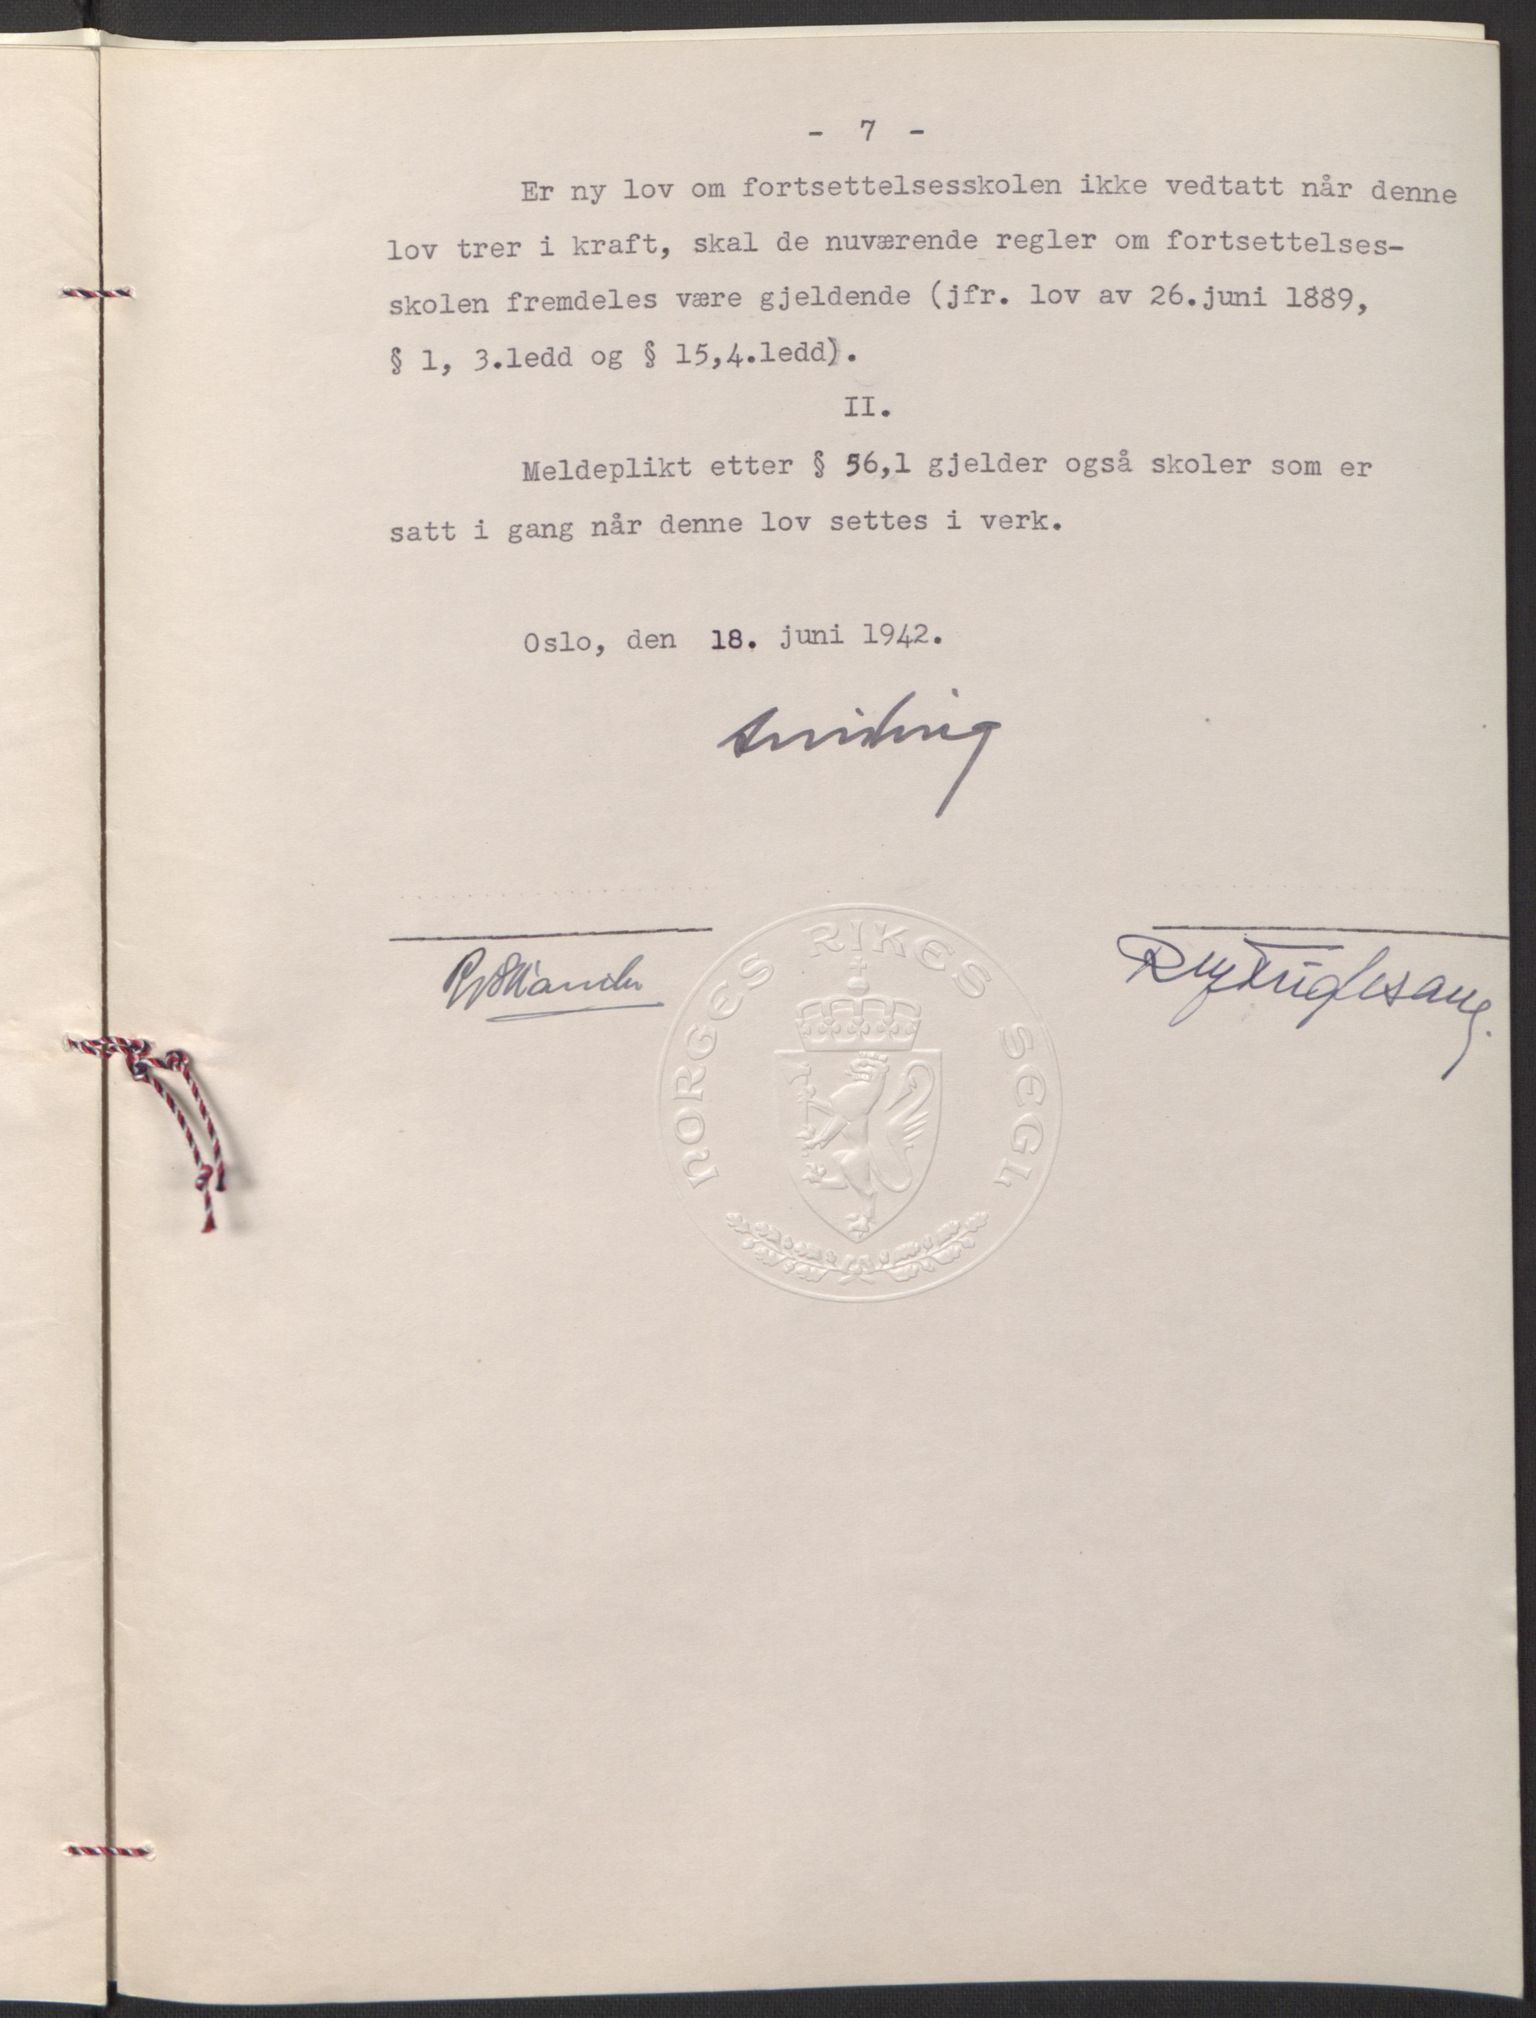 - 7 -
Er ny lov om fortsettelsesskolen ikke vedtatt når denne
lov trer i kraft, skal de nuværende regler om fortsettelses-
skolen fremdeles være gjeldende (jfr. lov av 26.juni 1889,
§ 1, 3.ledd og § 15,4.ledd).
II.
Meldeplikt etter § 56,1 gjelder også skoler som er
satt i gang når denne lov settes i verk.
Oslo, den 18. juni 1942.
NORGES RIKES SEGL